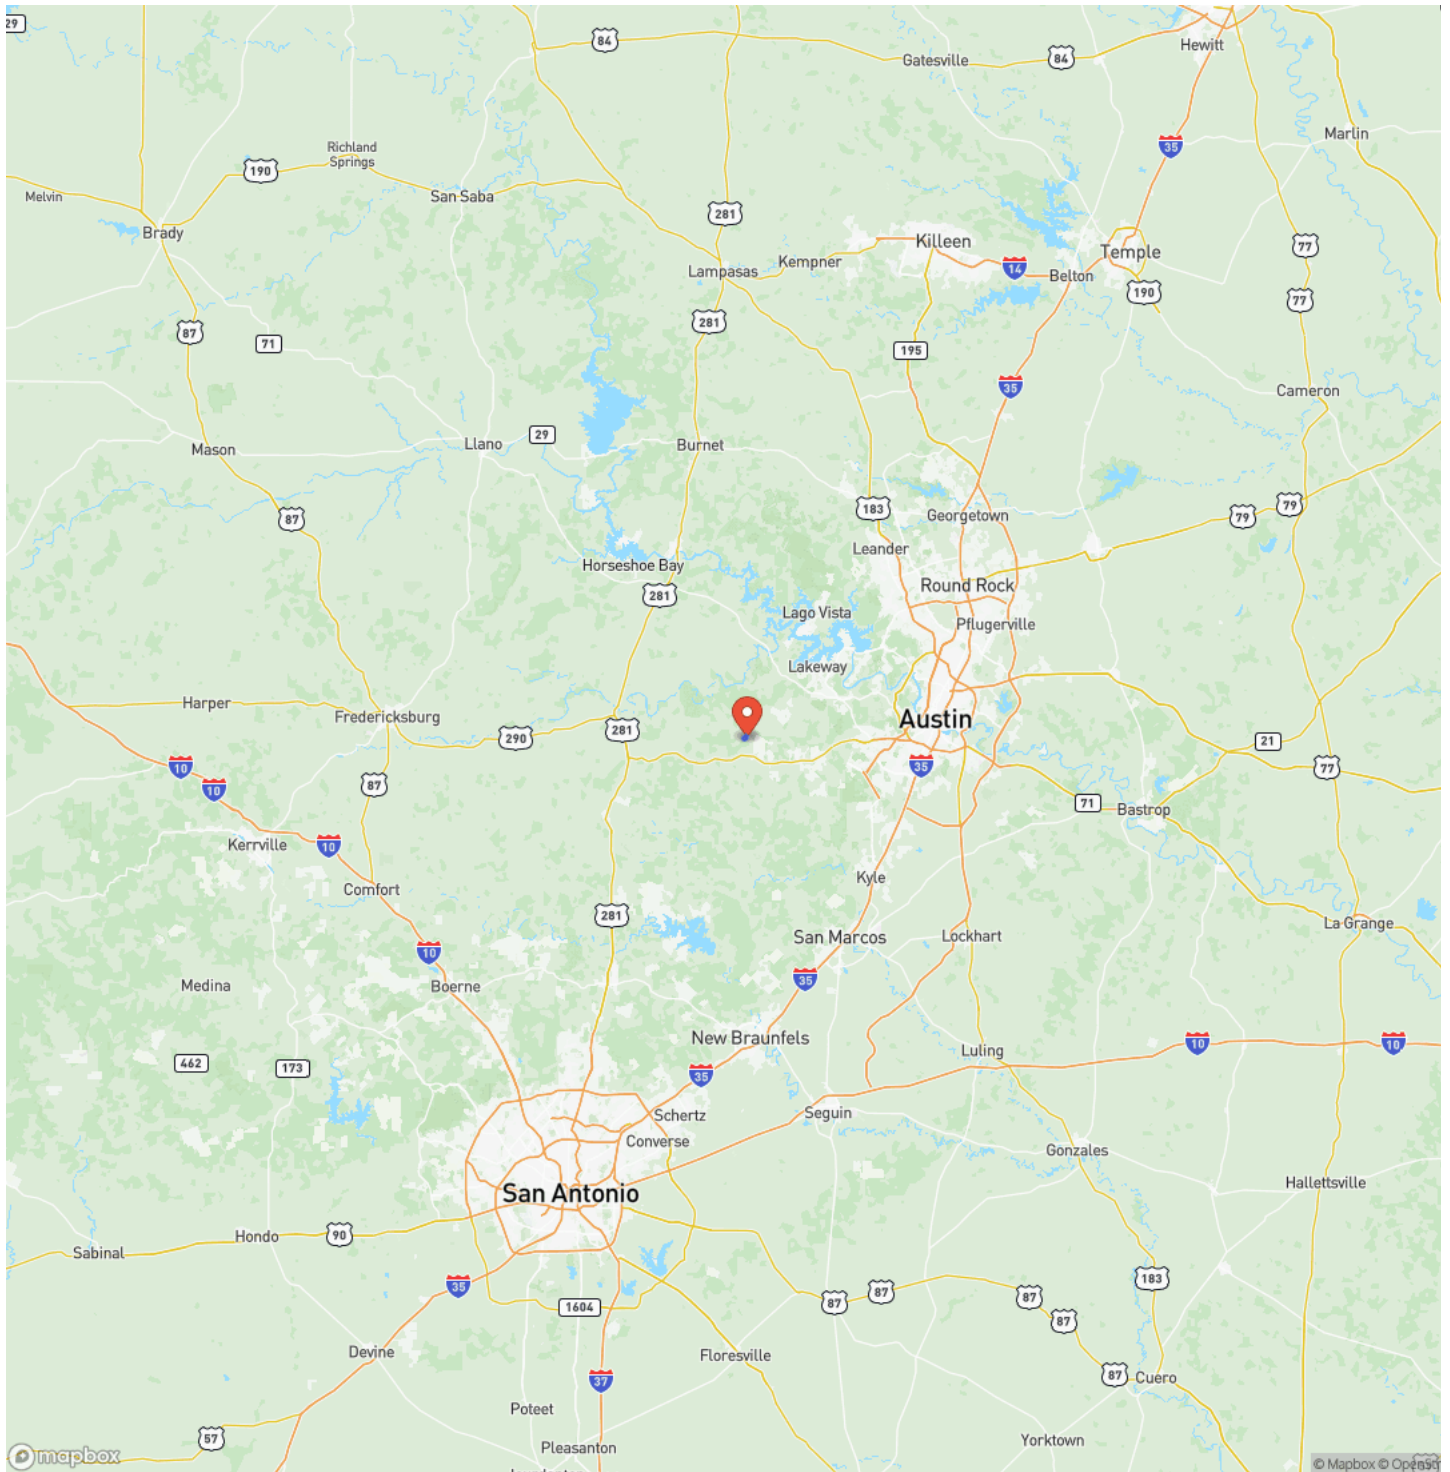 29
84
Gatesville
84
Hewitt
35
Marlin
Richland
Springs
190
Melvin
San Saba
281
Brady
Killeen
77
Kempner
Temple
Lampasas
14
Belton
190
77
281
87
71
195
35
Cameron
29
Llano
Burnet
Mason
87
183
Georgetown
79
79
Leander
Horseshoe Bay
281
Round Rock
Lago Vista
Pflugerville
Lakeway
Harper
Fredericksburg
290
281
Austin
21
10
10
87
35
77
71
Bastrop
Kerrville
10
Comfort
Kyle
281
La Grange
San Marcos
Lockhart
10
35
Medina
Boerne
New Braunfels
10
10
Luling
462
173
35
Schertz
Seguin
Converse
Gonzales
San Antonio
Hallettsville
Hondo
90
Sabinal
35
183
1604
87
87
87
87
Devine
Floresville
37
87
Cuero
Poteet
57
Pleasanton
Yorktown
mapbox
© Mapbox © OpenStr